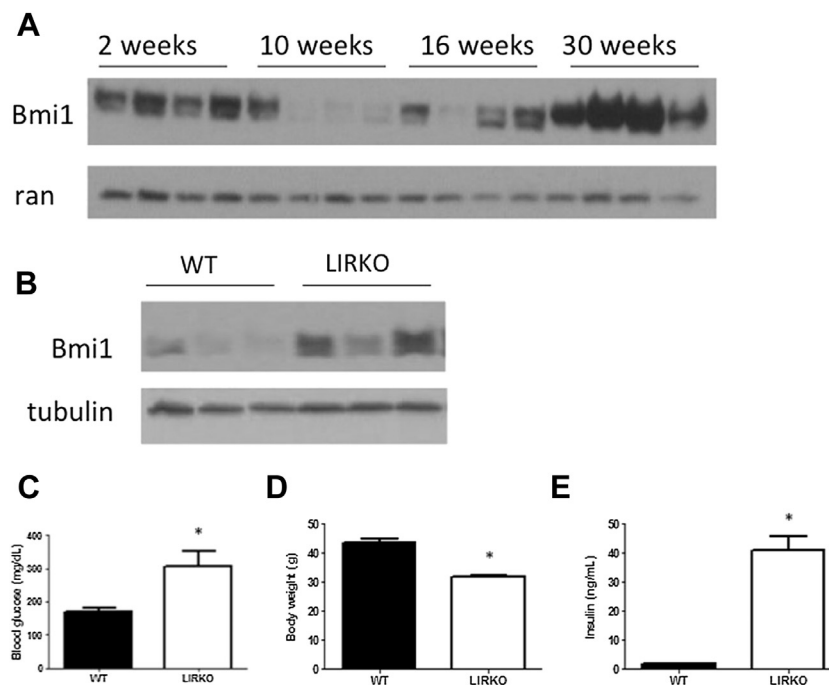 A
2 weeks 10 weeks 16 weeks 30 weeks
Bmi1
ran
B
WT LIRKO
Bmi1
tubulin
C
Blood glucose (mg/dL)
400
300
200
100
0
*
WT LIRKO
D
Body weight (g)
50
40
30
20
10
0
*
WT LIRKO
E
Insulin (ng/mL)
50
40
30
20
10
0
*
WT LIRKO